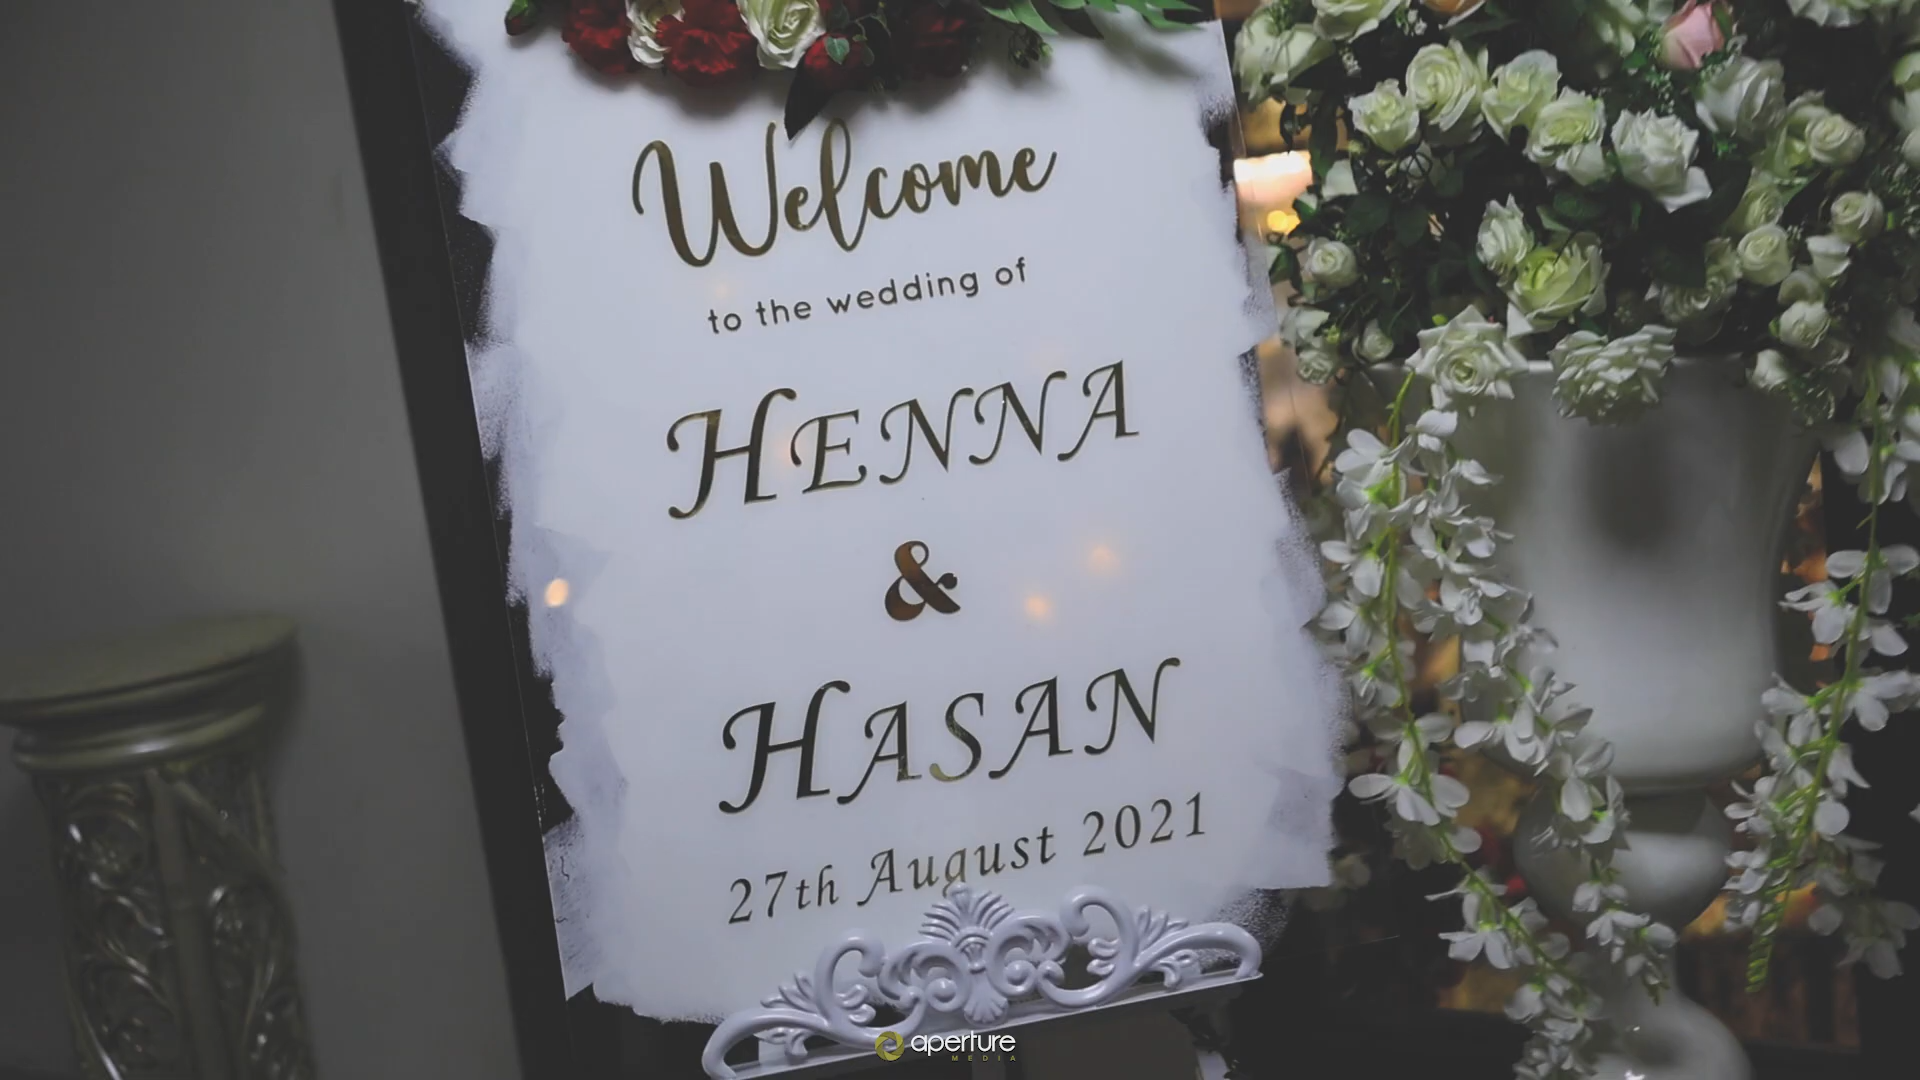 Welcome
to the wedding of
HENNA
&
HASAN
27th August 2021
aperture
MEDIA